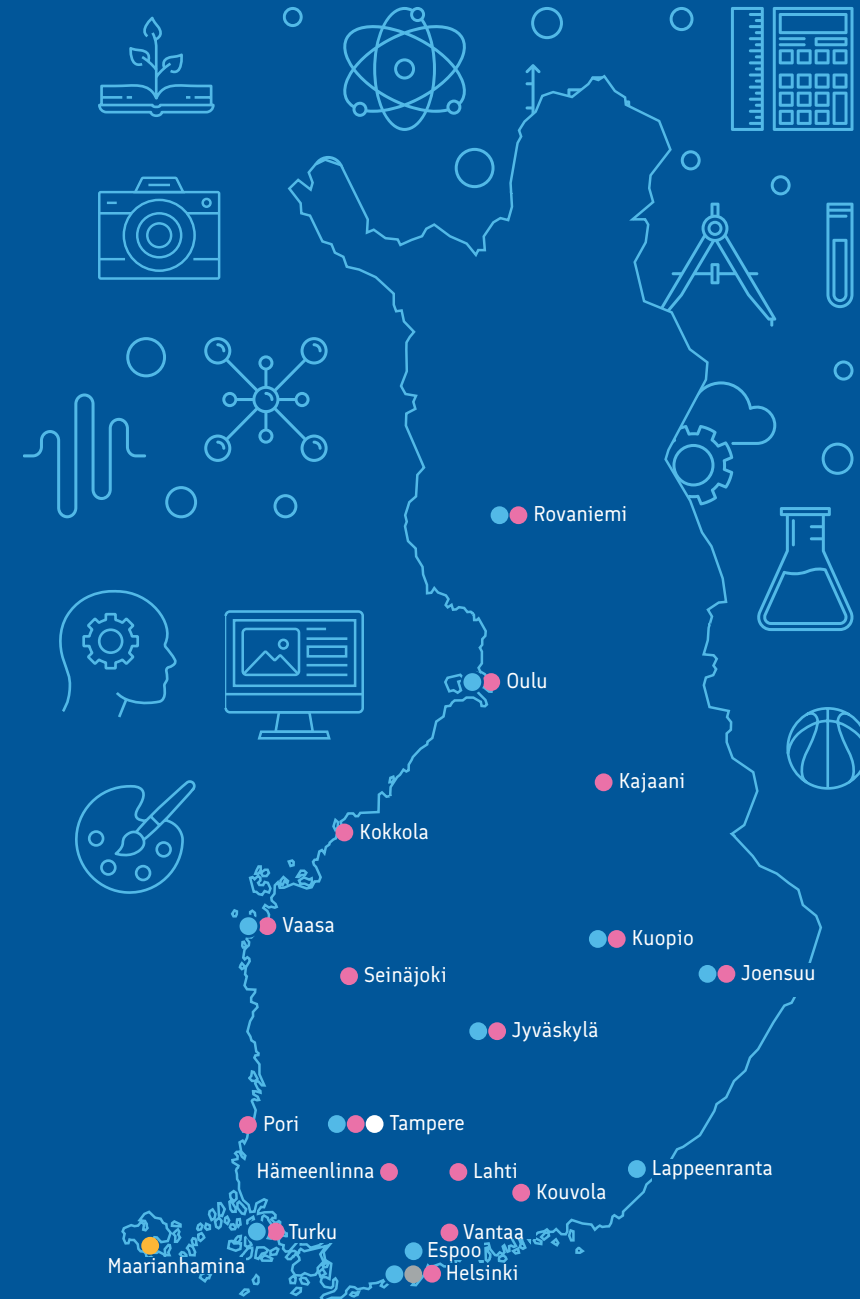 Rovaniemi
Oulu
Kajaani
Kokkola
Vaasa
Kuopio
Seinäjoki
Joensuu
Jyväskylä
Pori
Tampere
Hämeenlinna
Lahti
Lappeenranta
Kouvola
Turku
Vantaa
Espoo
Maarianhamina
Helsinki